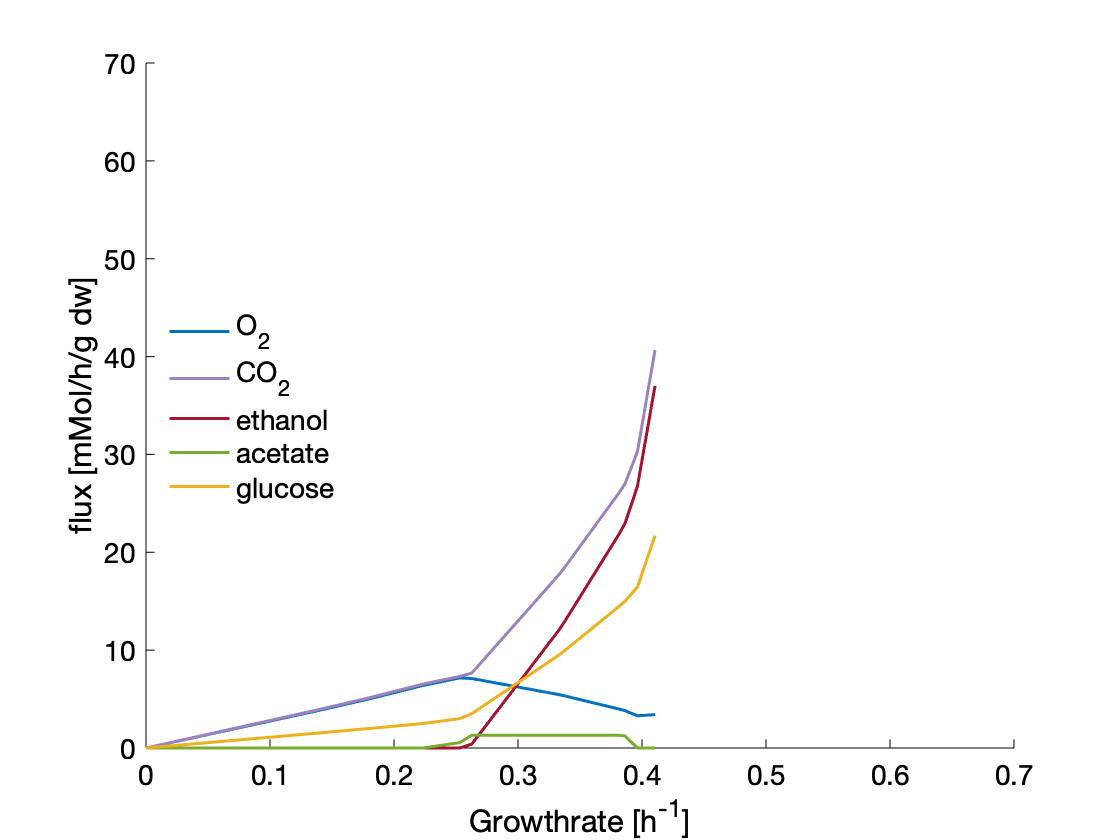 70
60
50
40
30
20
10
0
flux [mMol/h/g dw]
O2
CO2
ethanol
acetate
glucose
0 0.1 0.2 0.3 0.4 0.5 0.6 0.7
Growthrate [h-1]